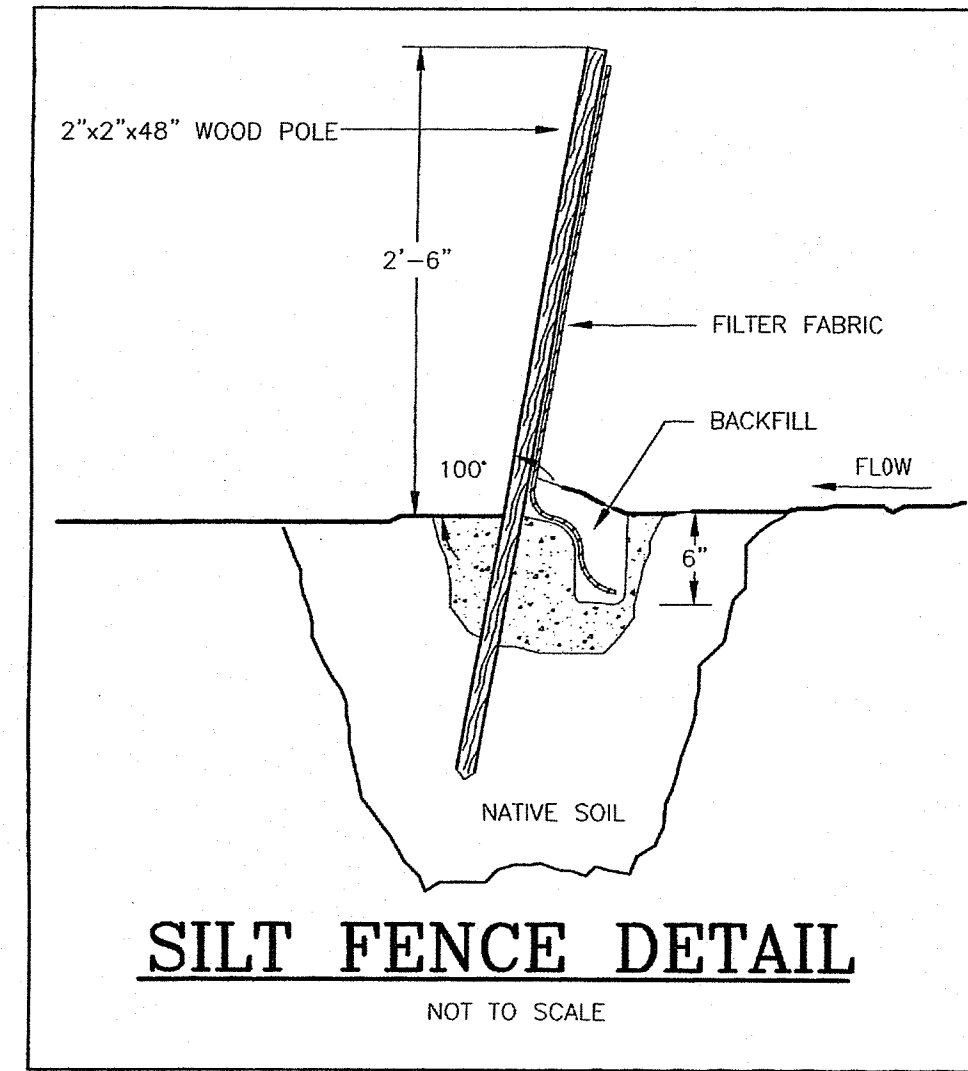 2"x2"x48" WOOD POLE
2'-6"
FILTER FABRIC
BACKFILL
100°
FLOW
6"
NATIVE SOIL
SILT FENCE DETAIL
NOT TO SCALE